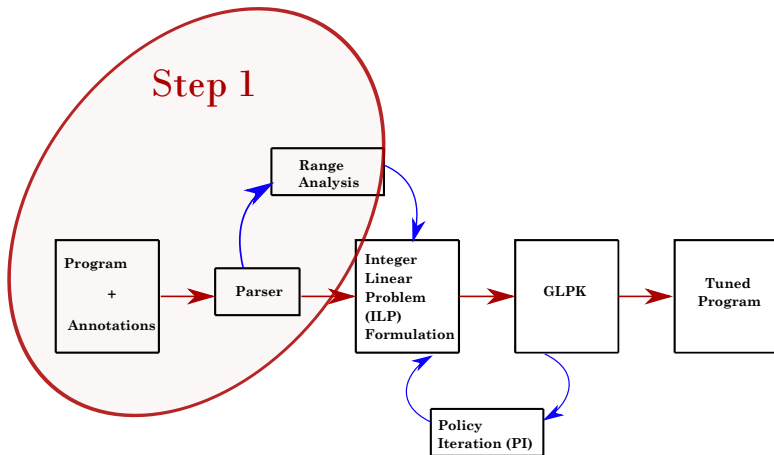 Step 1
Range
Analysis
Program
+
Annotations
Parser
Integer
Linear
Problem
(ILP)
Formulation
GLPK
Tuned
Program
Policy
Iteration (PI)